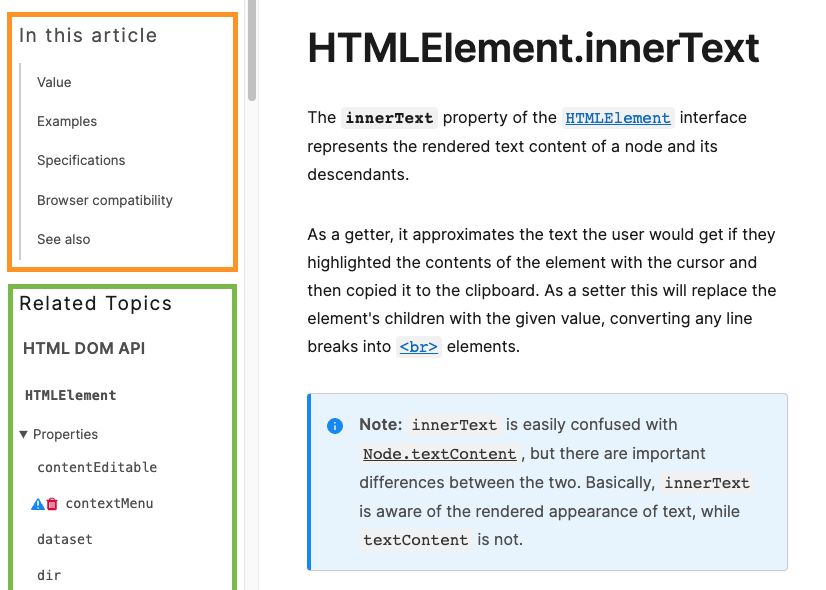 In this article
Value
Examples
Specifications
Browser compatibility
See also
Related Topics
HTML DOM API
HTMLElement
▼ Properties
contentEditable
contextMenu
dataset
dir
HTMLElement.innerText
The innerText property of the HTMLElement interface
represents the rendered text content of a node and its
descendants.
As a getter, it approximates the text the user would get if they
highlighted the contents of the element with the cursor and
then copied it to the clipboard. As a setter this will replace the
element's children with the given value, converting any line
breaks into <br> elements.
Note: innerText is easily confused with
Node.textContent, but there are important
differences between the two. Basically, innerText
is aware of the rendered appearance of text, while
textContent is not.